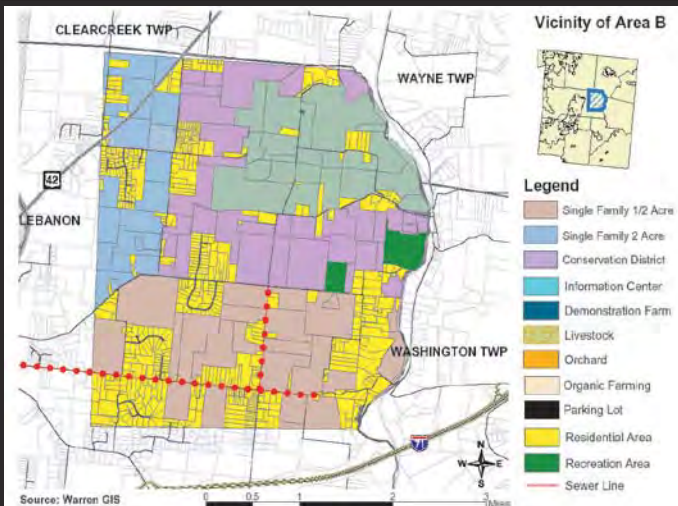 CLEARCREEK TWP
WAYNE TWP
42
LEBANON
WASHINGTON TWP
71
N
W E
S
Source: Warren GIS
0 0.5 1 2 3
Miles
Vicinity of Area B
Legend
Single Family 1/2 Acre
Single Family 2 Acre
Conservation District
Information Center
Demonstration Farm
Livestock
Orchard
Organic Farming
Parking Lot
Residential Area
Recreation Area
Sewer Line